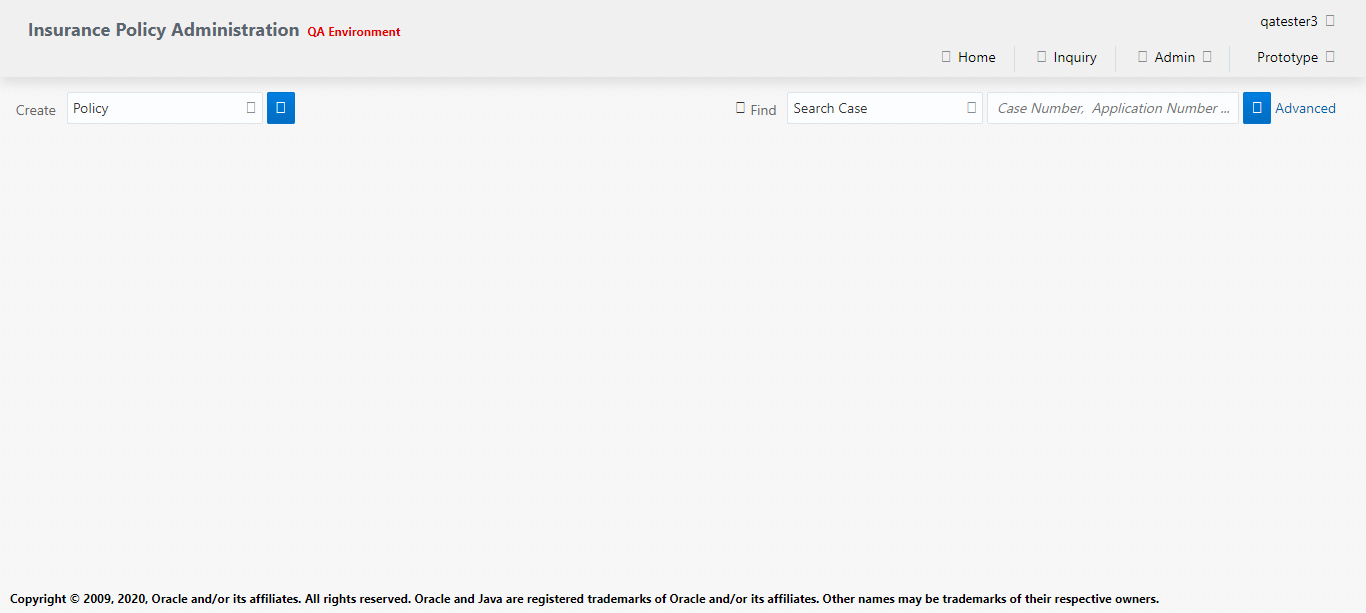 Insurance Policy Administration QA Environment
qatester3
Home Inquiry Admin Prototype
Create Policy Find Search Case Case Number, Application Number ... Advanced
Copyright © 2009, 2020, Oracle and/or its affiliates. All rights reserved. Oracle and Java are registered trademarks of Oracle and/or its affiliates. Other names may be trademarks of their respective owners.